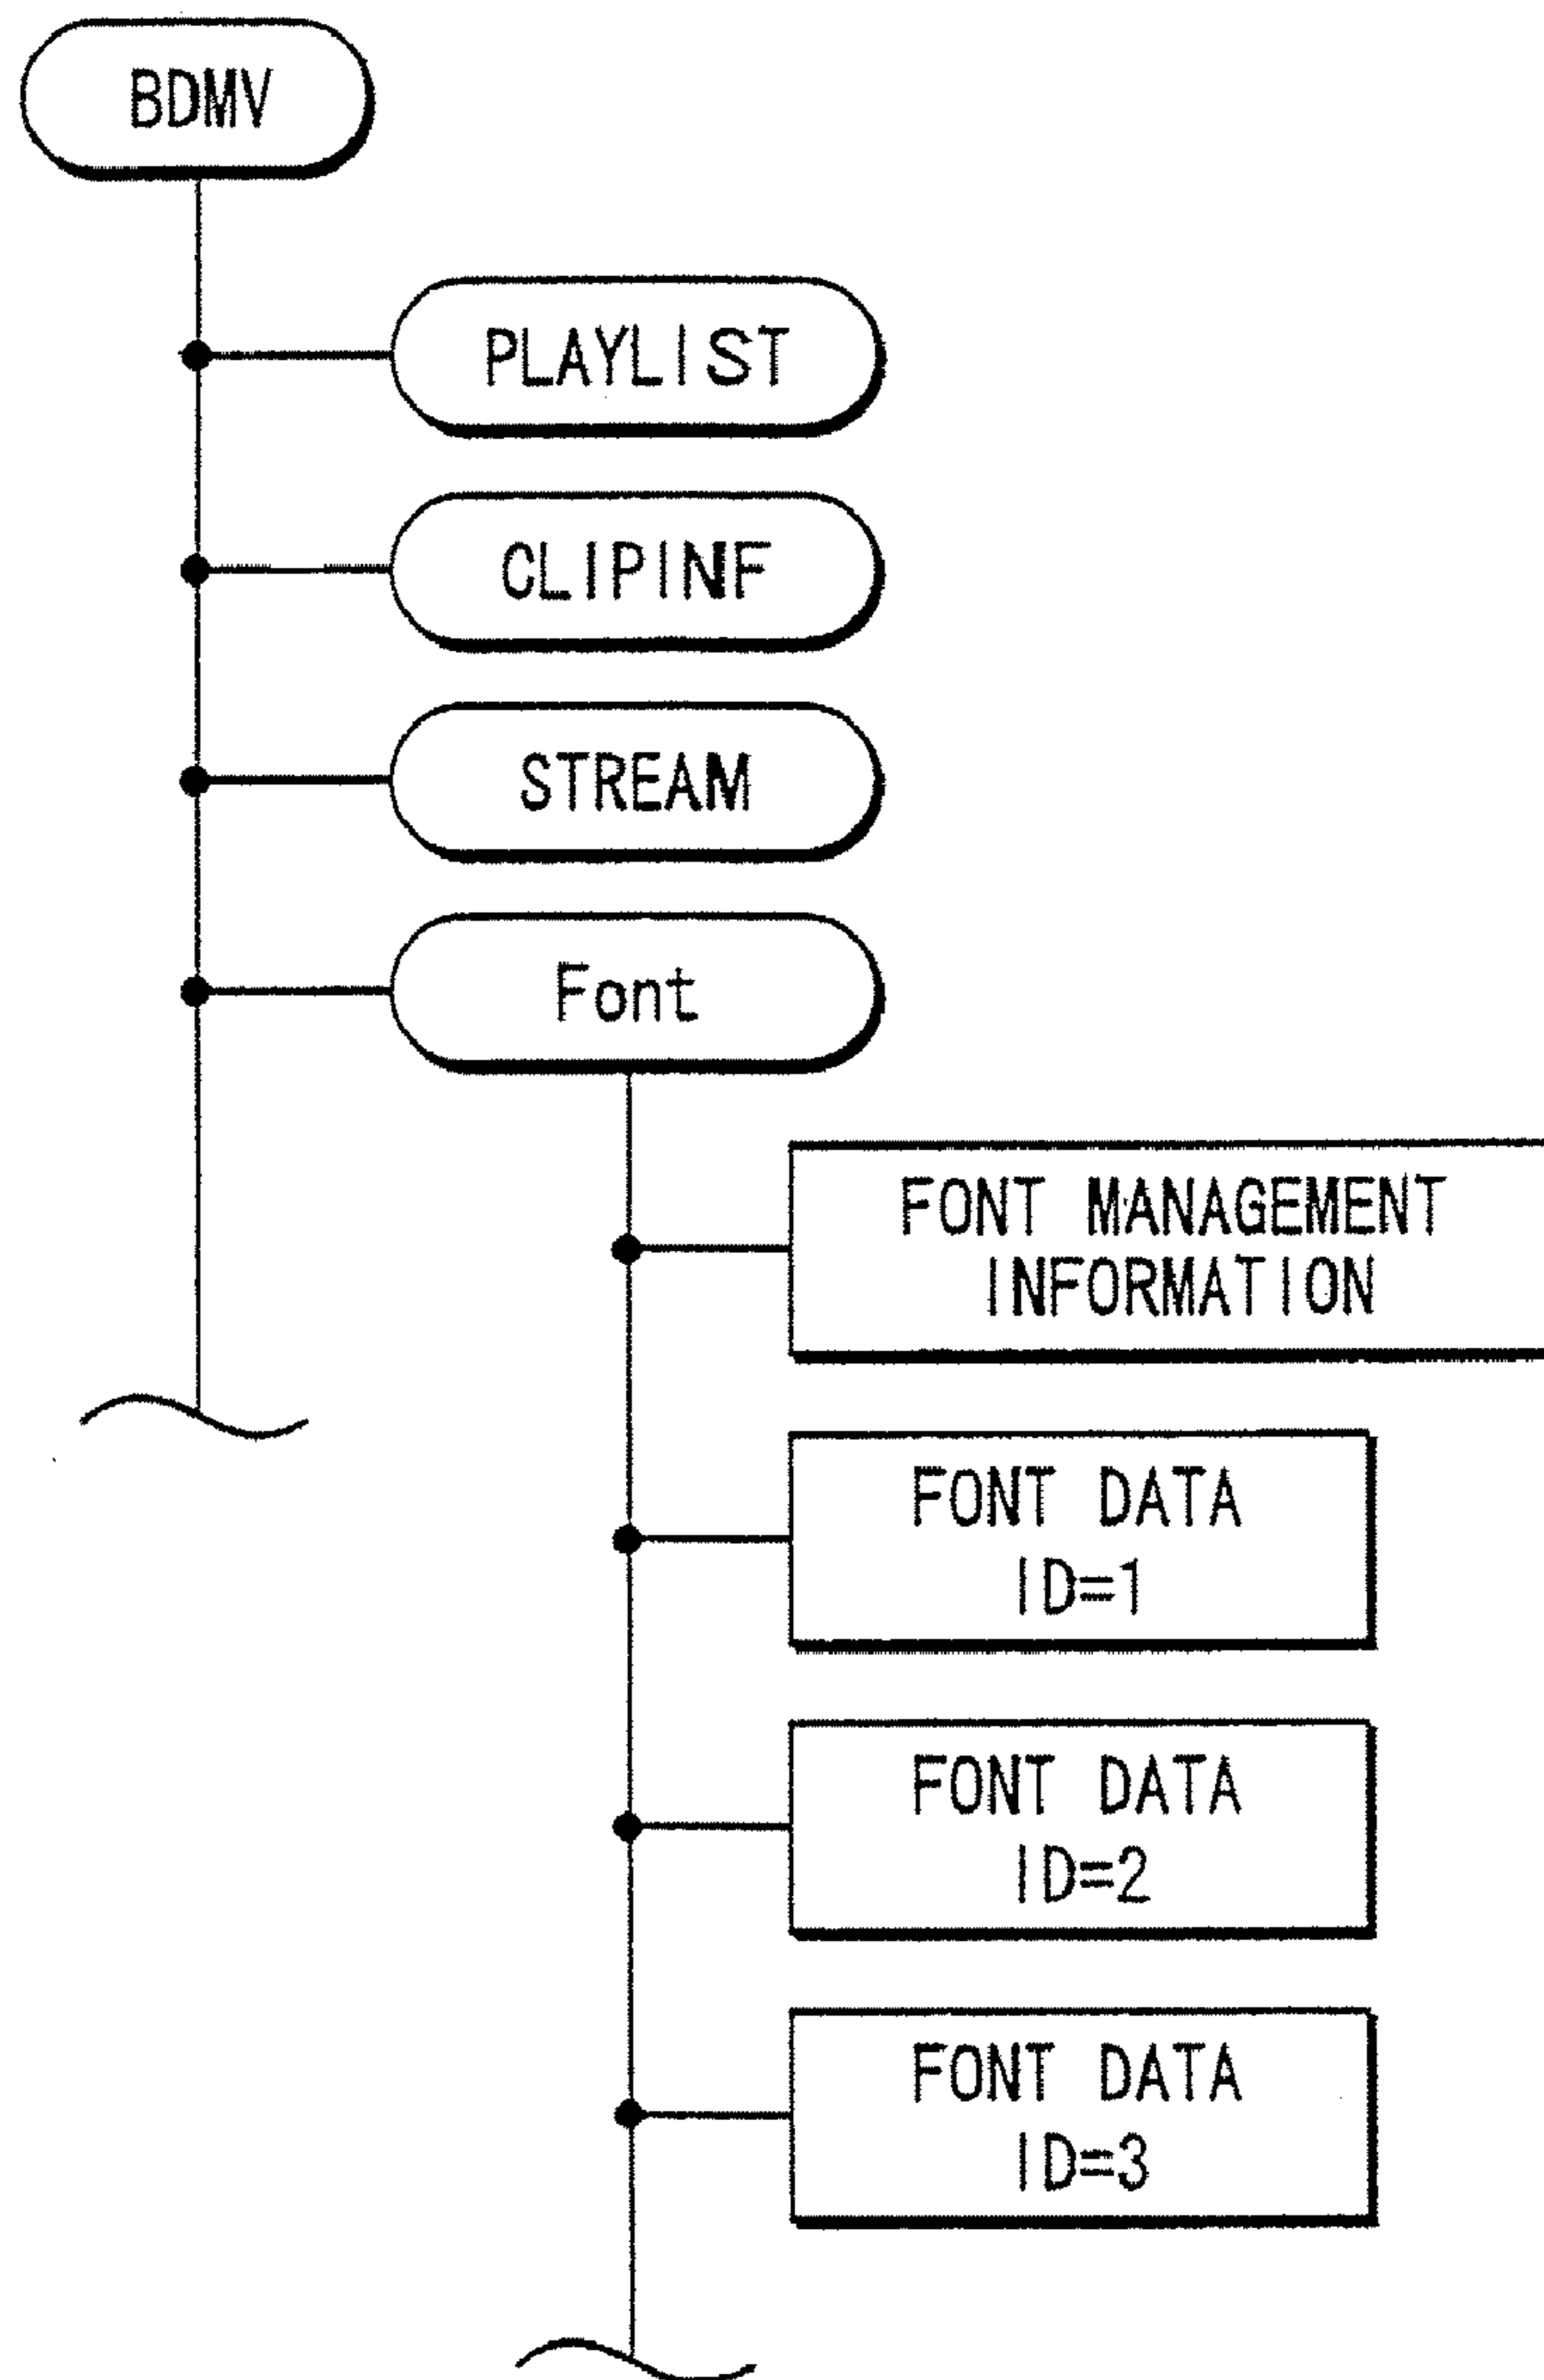 BDMV
PLAYLIST
CLIPINF
STREAM
Font
FONT MANAGEMENT
INFORMATION
FONT DATA
ID=1
FONT DATA
ID=2
FONT DATA
ID=3